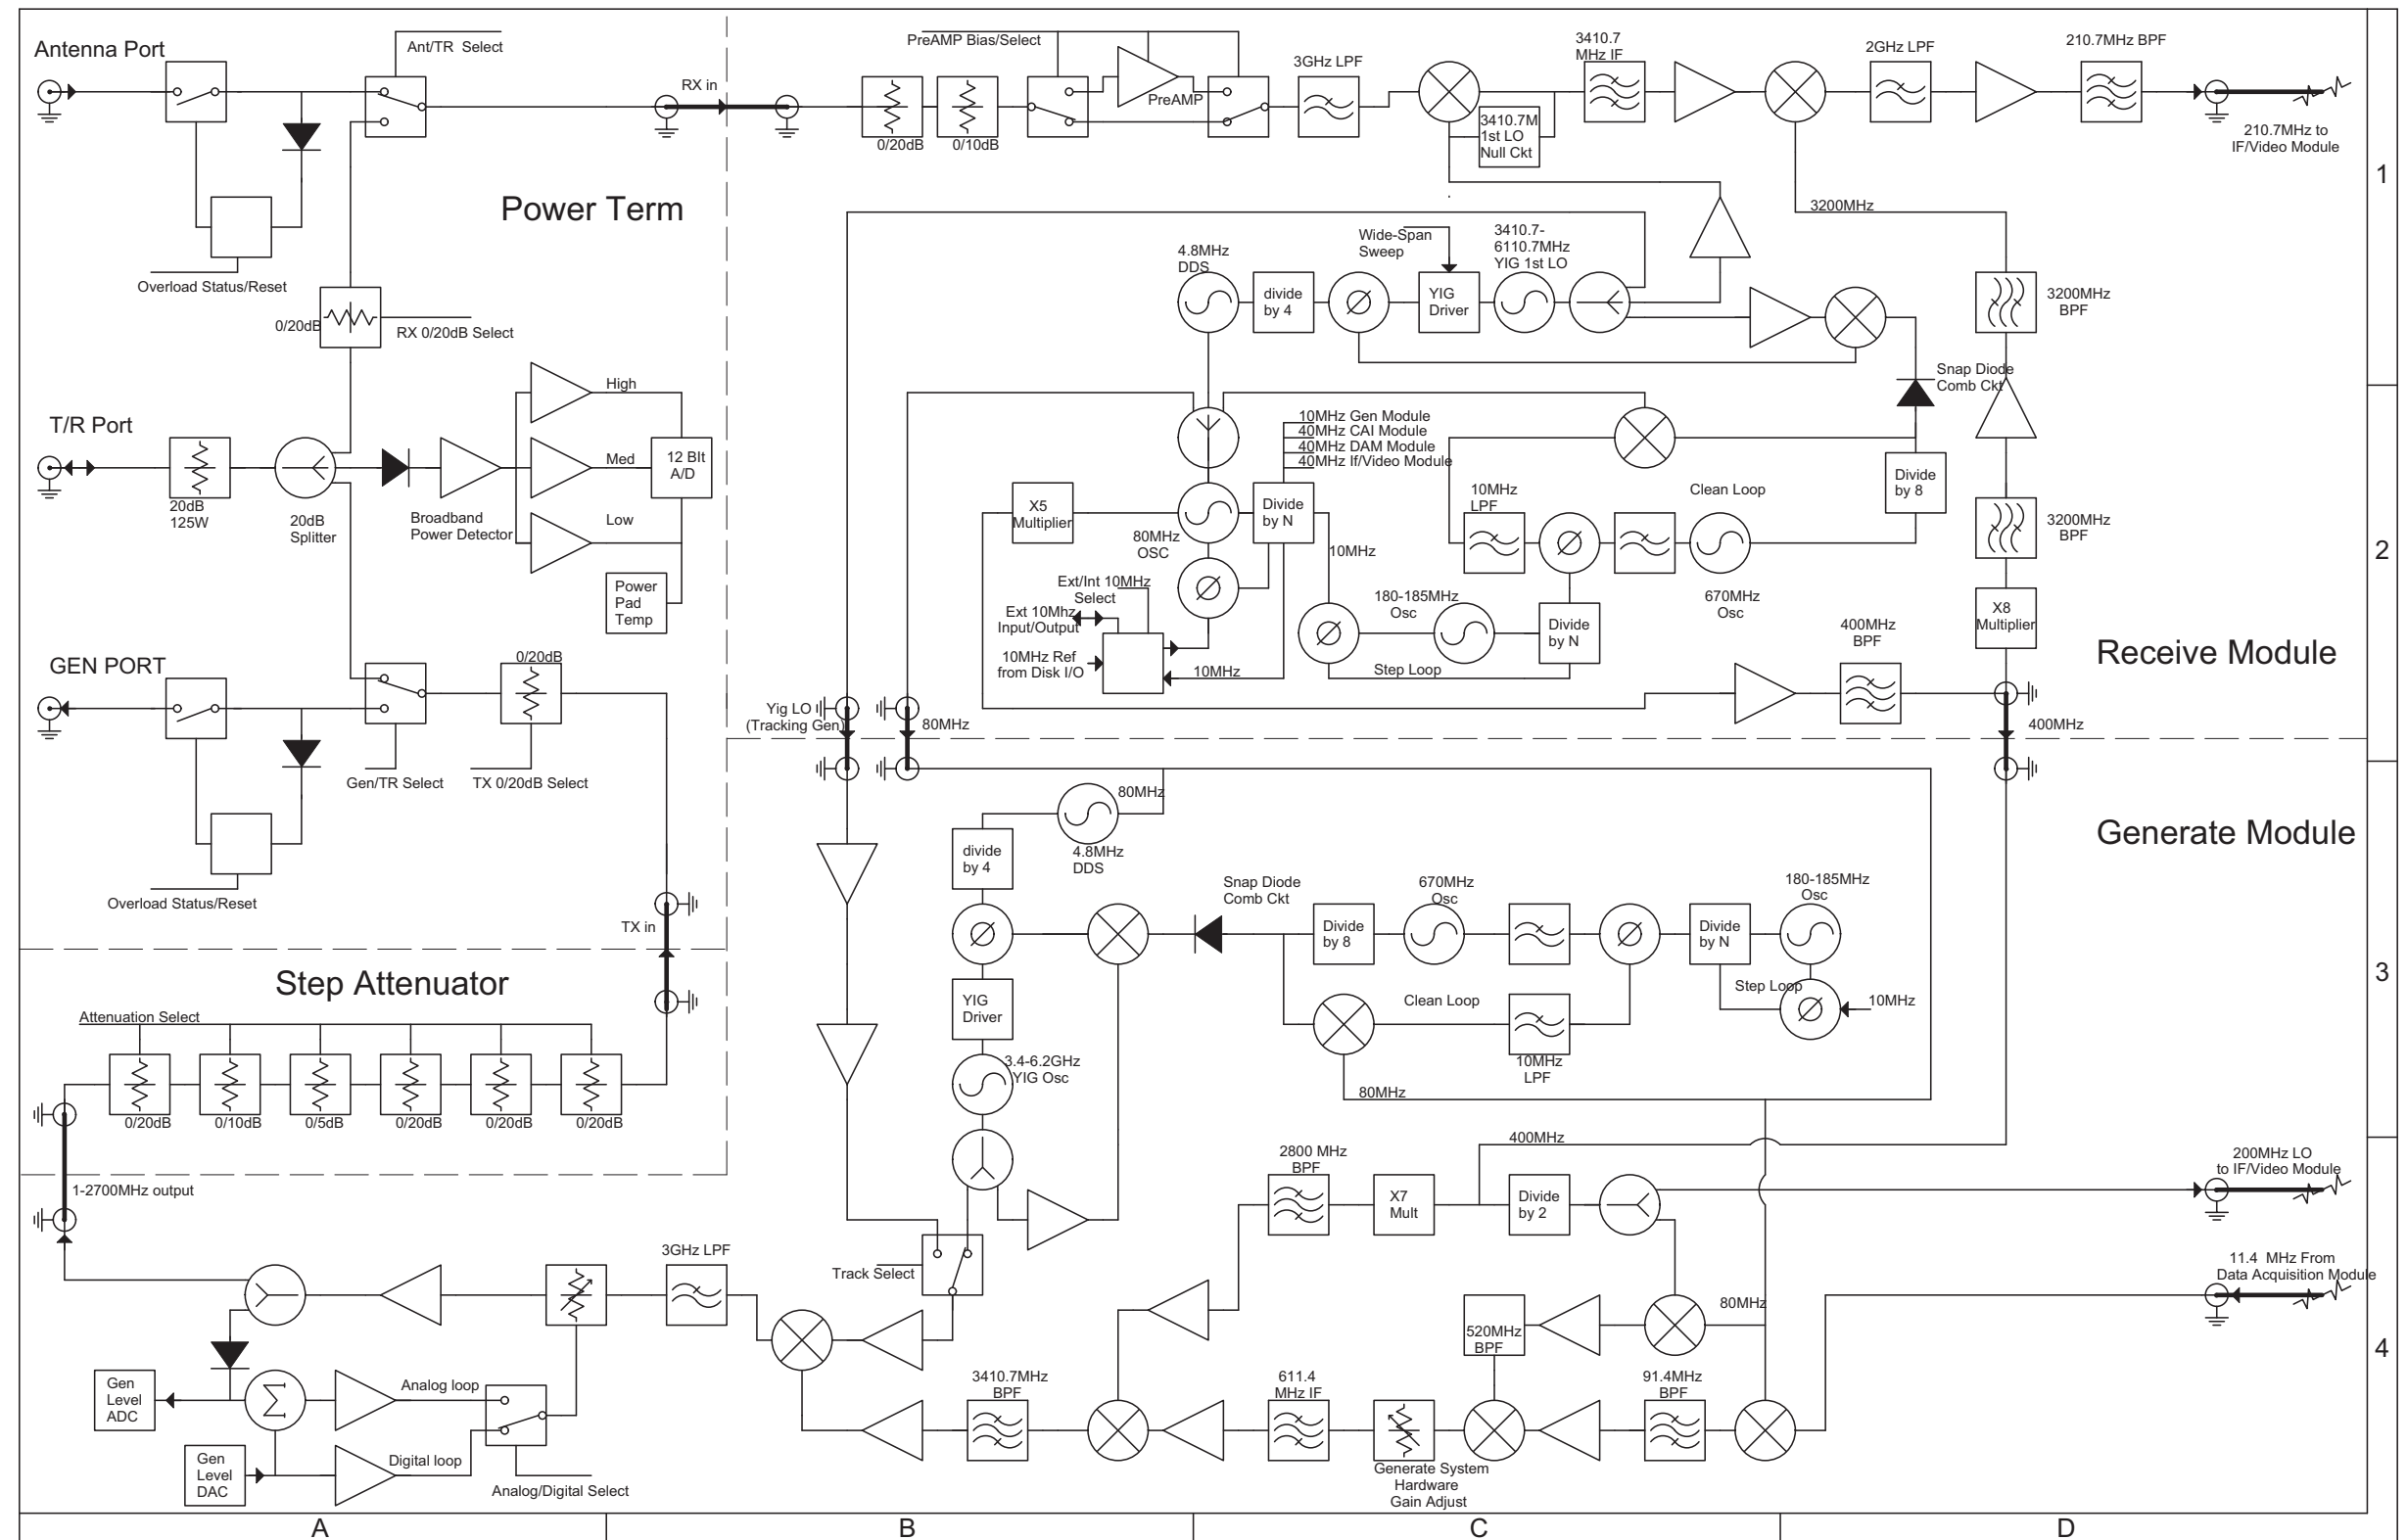 Antenna Port
Ant/TR  Select
RX in
PreAMP Bias/Select
PreAMP
0/20dB
0/10dB
3GHz LPF
3410.7M
1st LO
Null Ckt
3410.7
MHz IF
2GHz LPF
210.7MHz BPF
210.7MHz to
IF/Video Module
1
Power Term
Overload Status/Reset
0/20dB
RX 0/20dB Select
4.8MHz
DDS
divide
by 4
Wide-Span
Sweep
YIG
Driver
3410.7-
6110.7MHz
YIG 1st LO
3200MHz
3200MHz
BPF
Snap Diode
Comb Ckt
T/R Port
20dB
125W
20dB
Splitter
Broadband
Power Detector
High
Med
Low
12 BIt
A/D
Power
Pad
Temp
X5
Multiplier
80MHz
OSC
Divide
by N
10MHz Gen Module
40MHz CAI Module
40MHz DAM Module
40MHz If/Video Module
10MHz
10MHz
LPF
Clean Loop
670MHz
Osc
Divide
by 8
3200MHz
BPF
2
Ext/Int 10MHz
Select
Ext 10Mhz
Input/Output
10MHz Ref
from Disk I/O
10MHz
180-185MHz
Osc
Divide
by N
Step Loop
400MHz
BPF
X8
Multiplier
Receive Module
GEN PORT
0/20dB
Gen/TR Select
TX 0/20dB Select
Overload Status/Reset
TX in
Yig LO
(Tracking Gen)
80MHz
400MHz
Generate Module
80MHz
4.8MHz
DDS
divide
by 4
Snap Diode
Comb Ckt
Divide
by 8
670MHz
Osc
Divide
by N
180-185MHz
Osc
Step Loop
10MHz
Clean Loop
10MHz
LPF
80MHz
3
YIG
Driver
3.4-6.2GHz
YIG Osc
Step Attenuator
Attenuation Select
0/20dB
0/10dB
0/5dB
0/20dB
0/20dB
0/20dB
1-2700MHz output
400MHz
2800 MHz
BPF
X7
Mult
Divide
by 2
200MHz LO
to IF/Video Module
11.4  MHz From
Data Acquisition Module
3GHz LPF
Track Select
520MHz
BPF
80MHz
4
Gen
Level
ADC
Analog loop
Gen
Level
DAC
Digital loop
Analog/Digital Select
3410.7MHz
BPF
611.4
MHz IF
Generate System
Hardware
Gain Adjust
91.4MHz
BPF
A
B
C
D